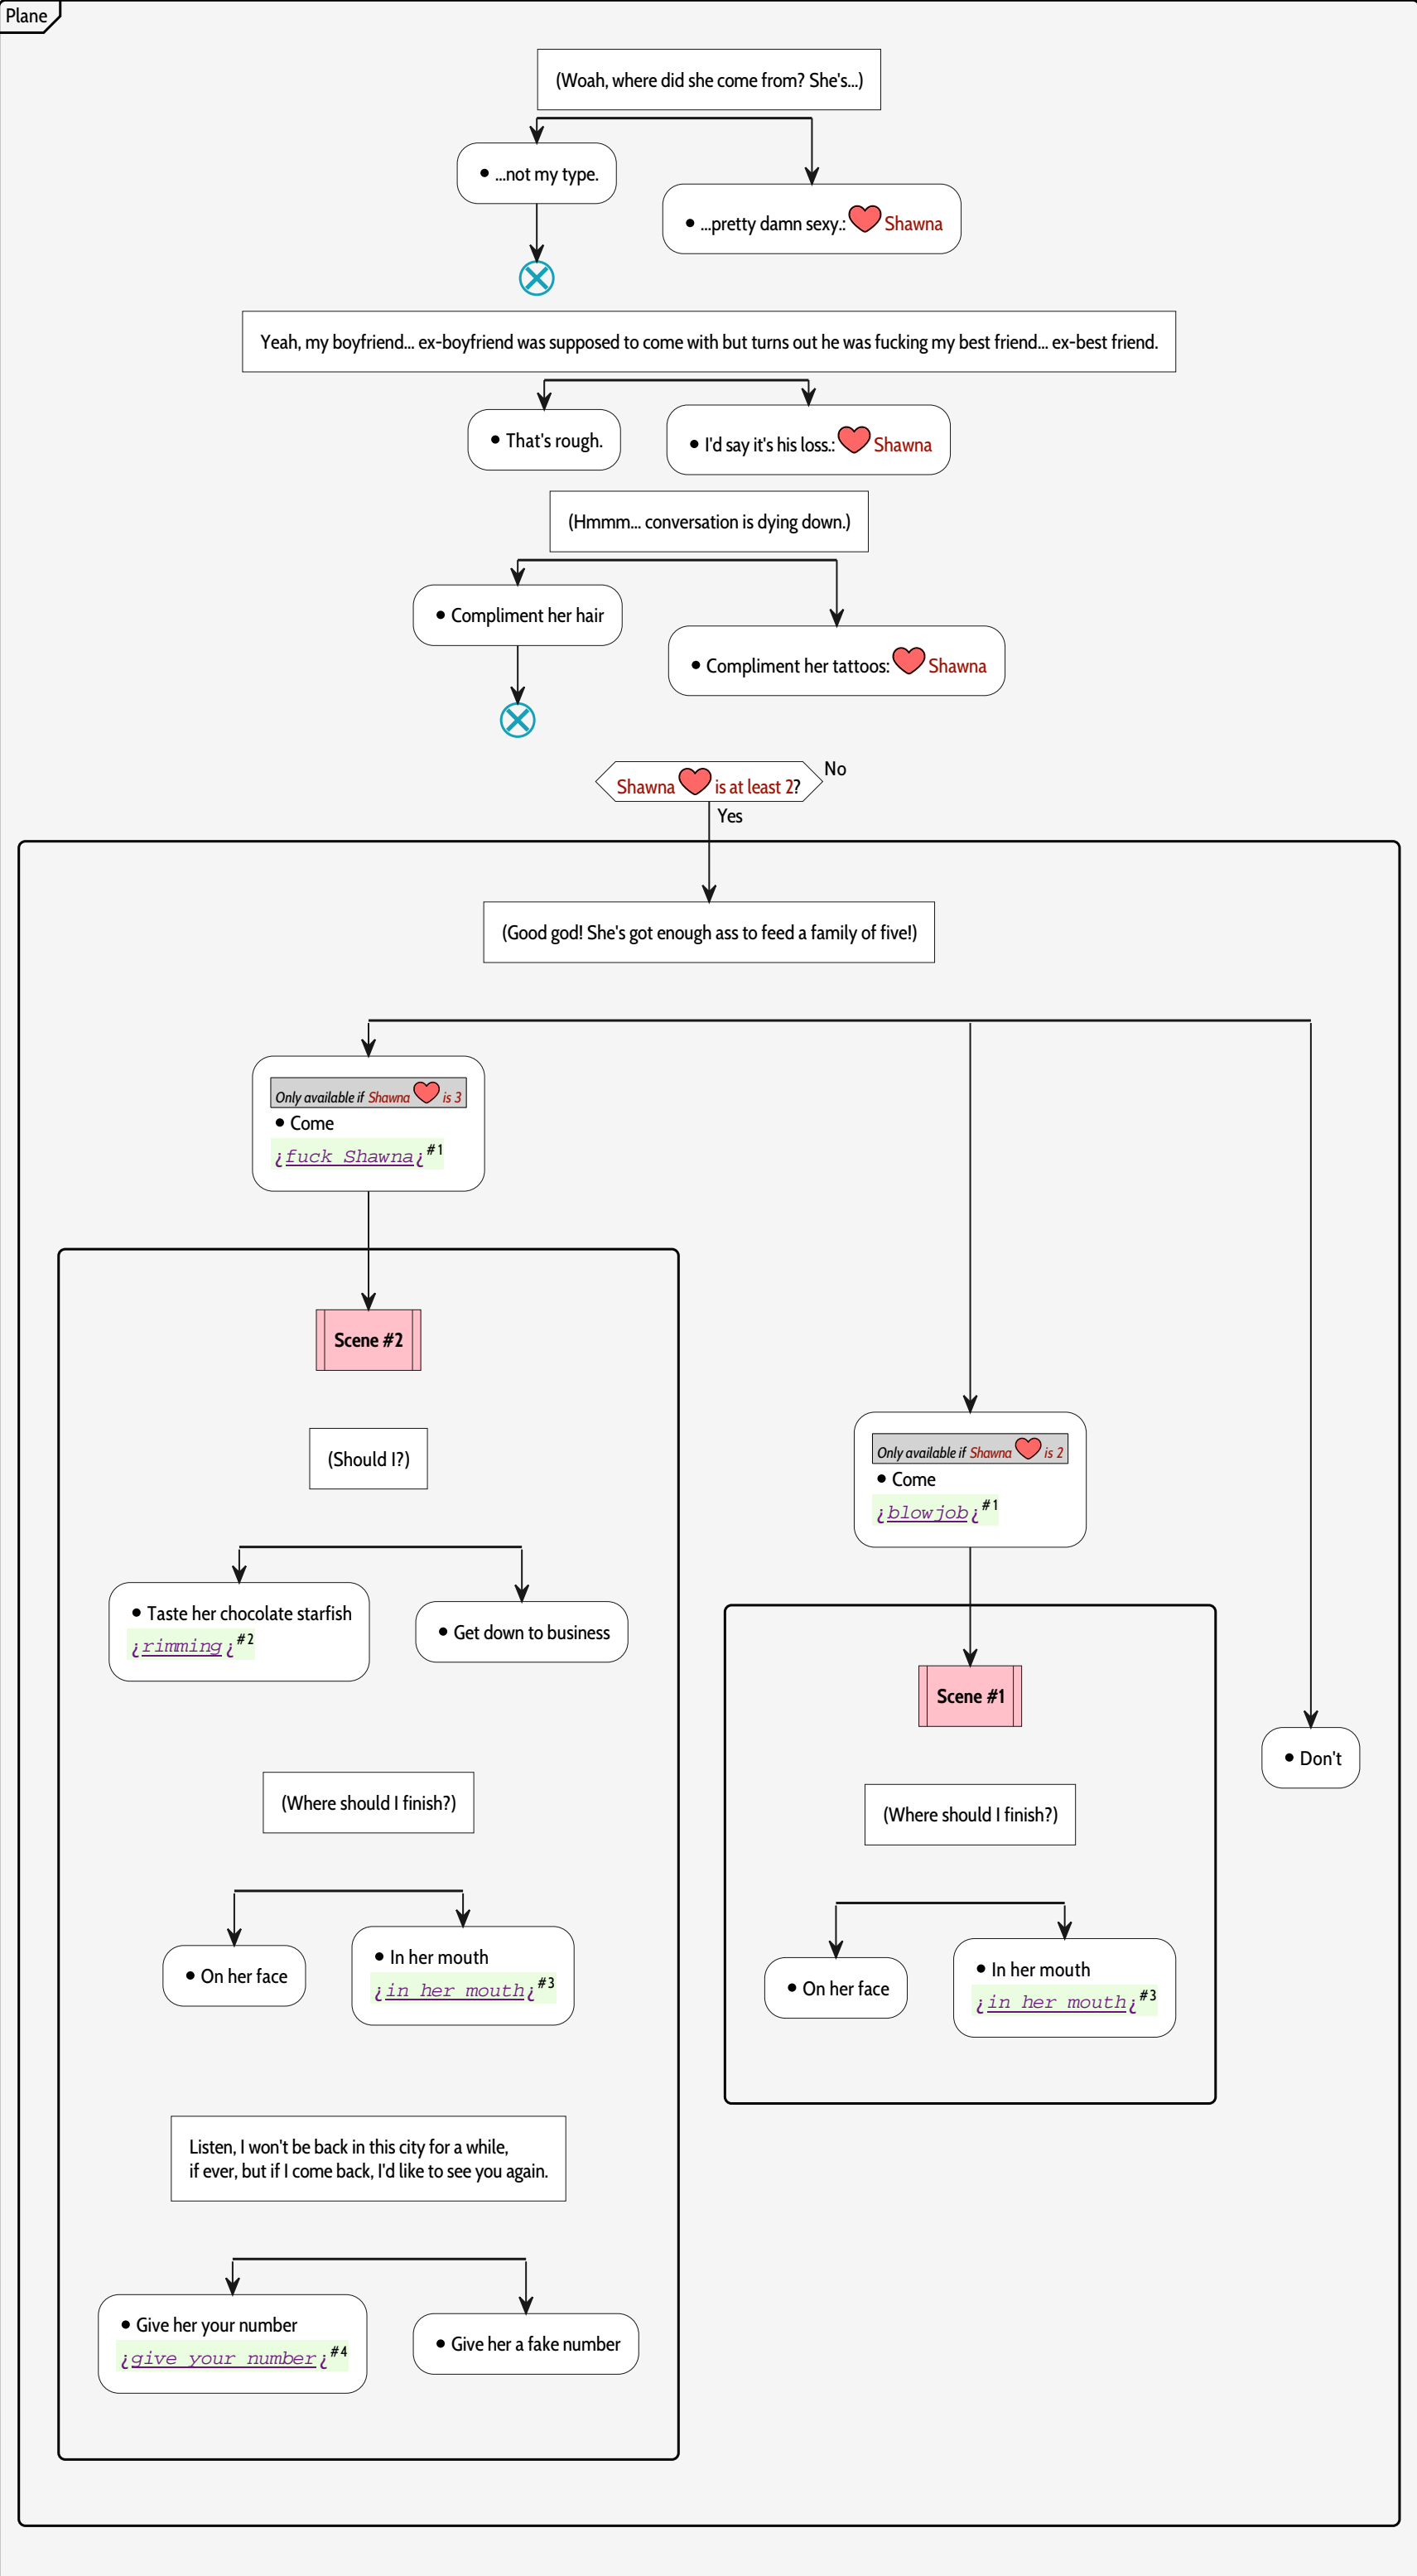 Plane
(Woah, where did she come from? She's...)
• ...not my type.
• ...pretty damn sexy.: Shawna
Yeah, my boyfriend... ex-boyfriend was supposed to come with but turns out he was fucking my best friend... ex-best friend.
• That's rough.
• I'd say it's his loss.: Shawna
(Hmmm... conversation is dying down.)
• Compliment her hair
• Compliment her tattoos: Shawna
Shawna is at least 2?
No
Yes
(Good god! She's got enough ass to feed a family of five!)
Only available if Shawna is 3
• Come
¿fuck Shawna¿#1
Scene #2
(Should I?)
• Taste her chocolate starfish
¿rimming¿#2
• Get down to business
(Where should I finish?)
• On her face
• In her mouth
¿in her mouth¿#3
Listen, I won't be back in this city for a while,
if ever, but if I come back, I'd like to see you again.
• Give her your number
¿give your number¿#4
• Give her a fake number
Only available if Shawna is 2
• Come
¿blowjob¿#1
Scene #1
(Where should I finish?)
• On her face
• In her mouth
¿in her mouth¿#3
• Don't